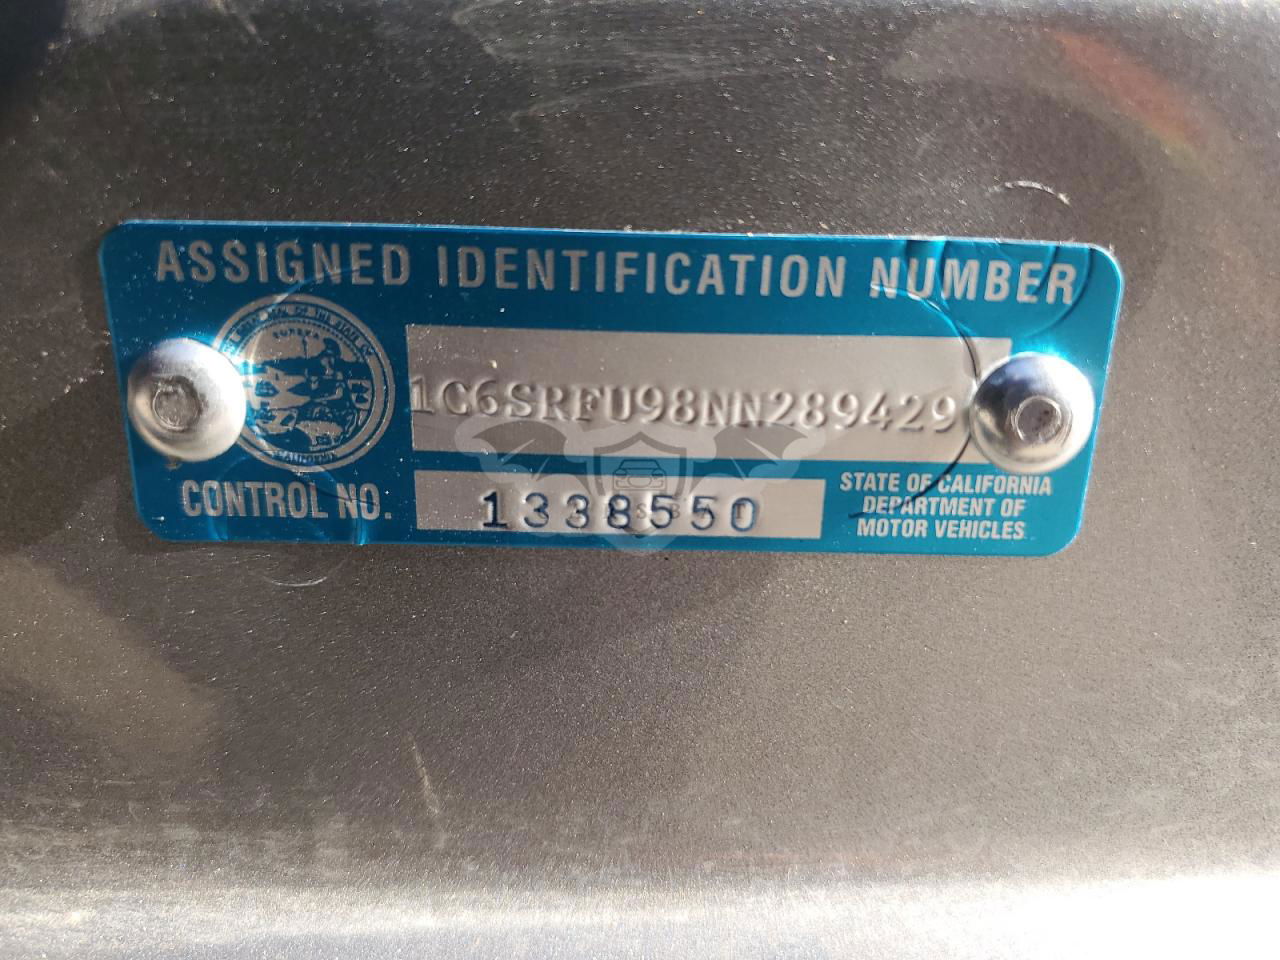 ASSIGNED IDENTIFICATION NUMBER
1C6SRFU98NN289429
CONTROL NO. 1338550
STATE OF CALIFORNIA
DEPARTMENT OF
MOTOR VEHICLES